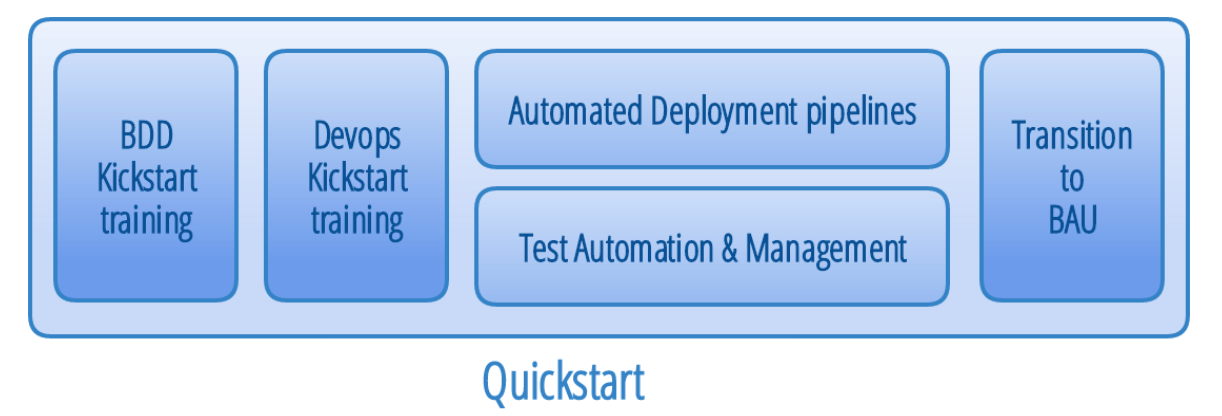 BDD
Kickstart
training
Devops
Kickstart
training
Automated Deployment pipelines
Test Automation & Management
Transition
to
BAU
Quickstart